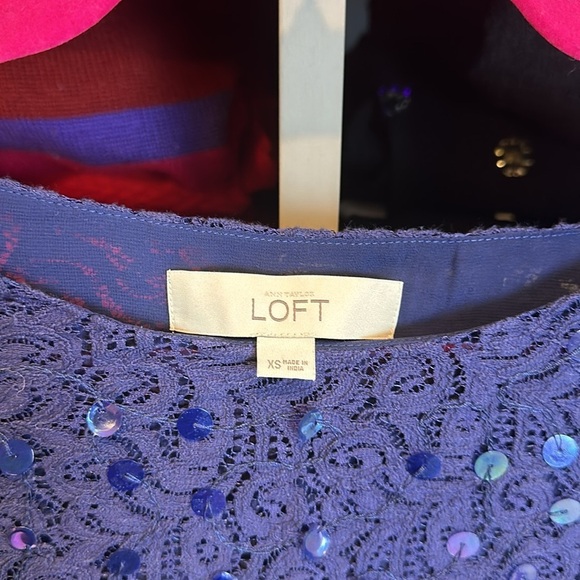 ANN TAYLOR
LOFT
XS MADE IN
INDIA